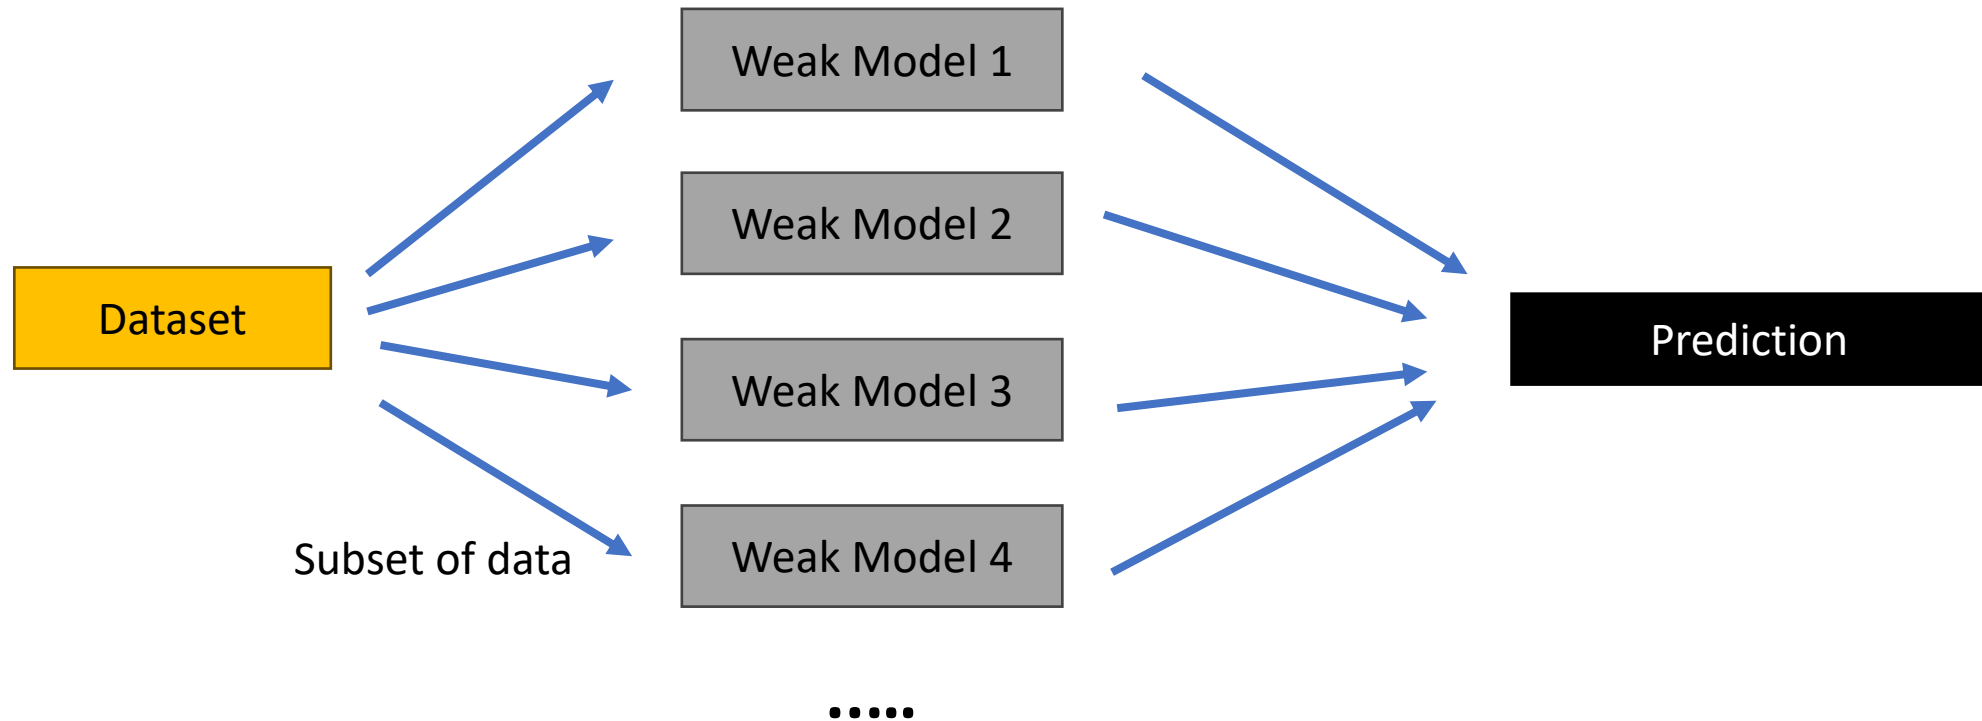 Weak Model 1
Weak Model 2
Dataset
Prediction
Weak Model 3
Subset of data
Weak Model 4
.....